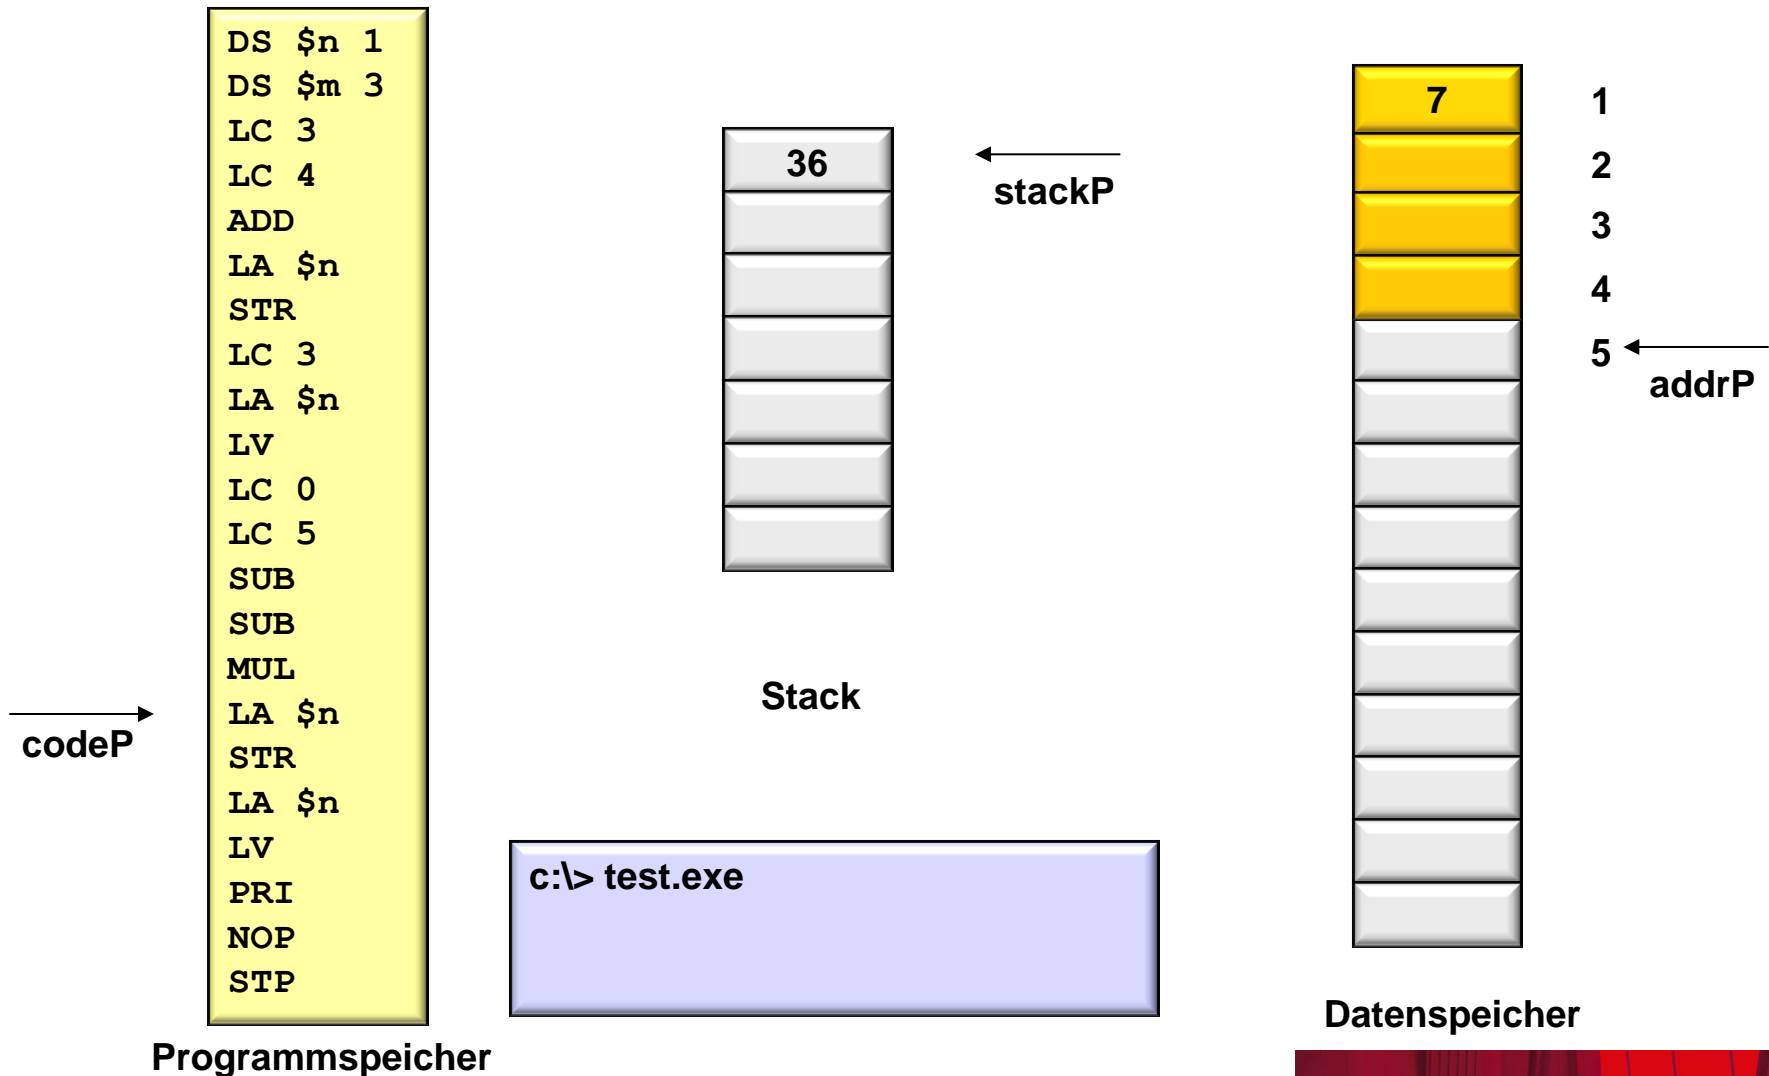 DS $n 1
DS $m 3
LC 3
LC 4
ADD
LA $n
STR
LC 3
LA $n
LV
LC 0
LC 5
SUB
SUB
MUL
LA $n
STR
LA $n
LV
PRI
NOP
STP
codeP
Programmspeicher
36
stackP
Stack
c:\> test.exe
7
1
2
3
4
5
addrP
Datenspeicher